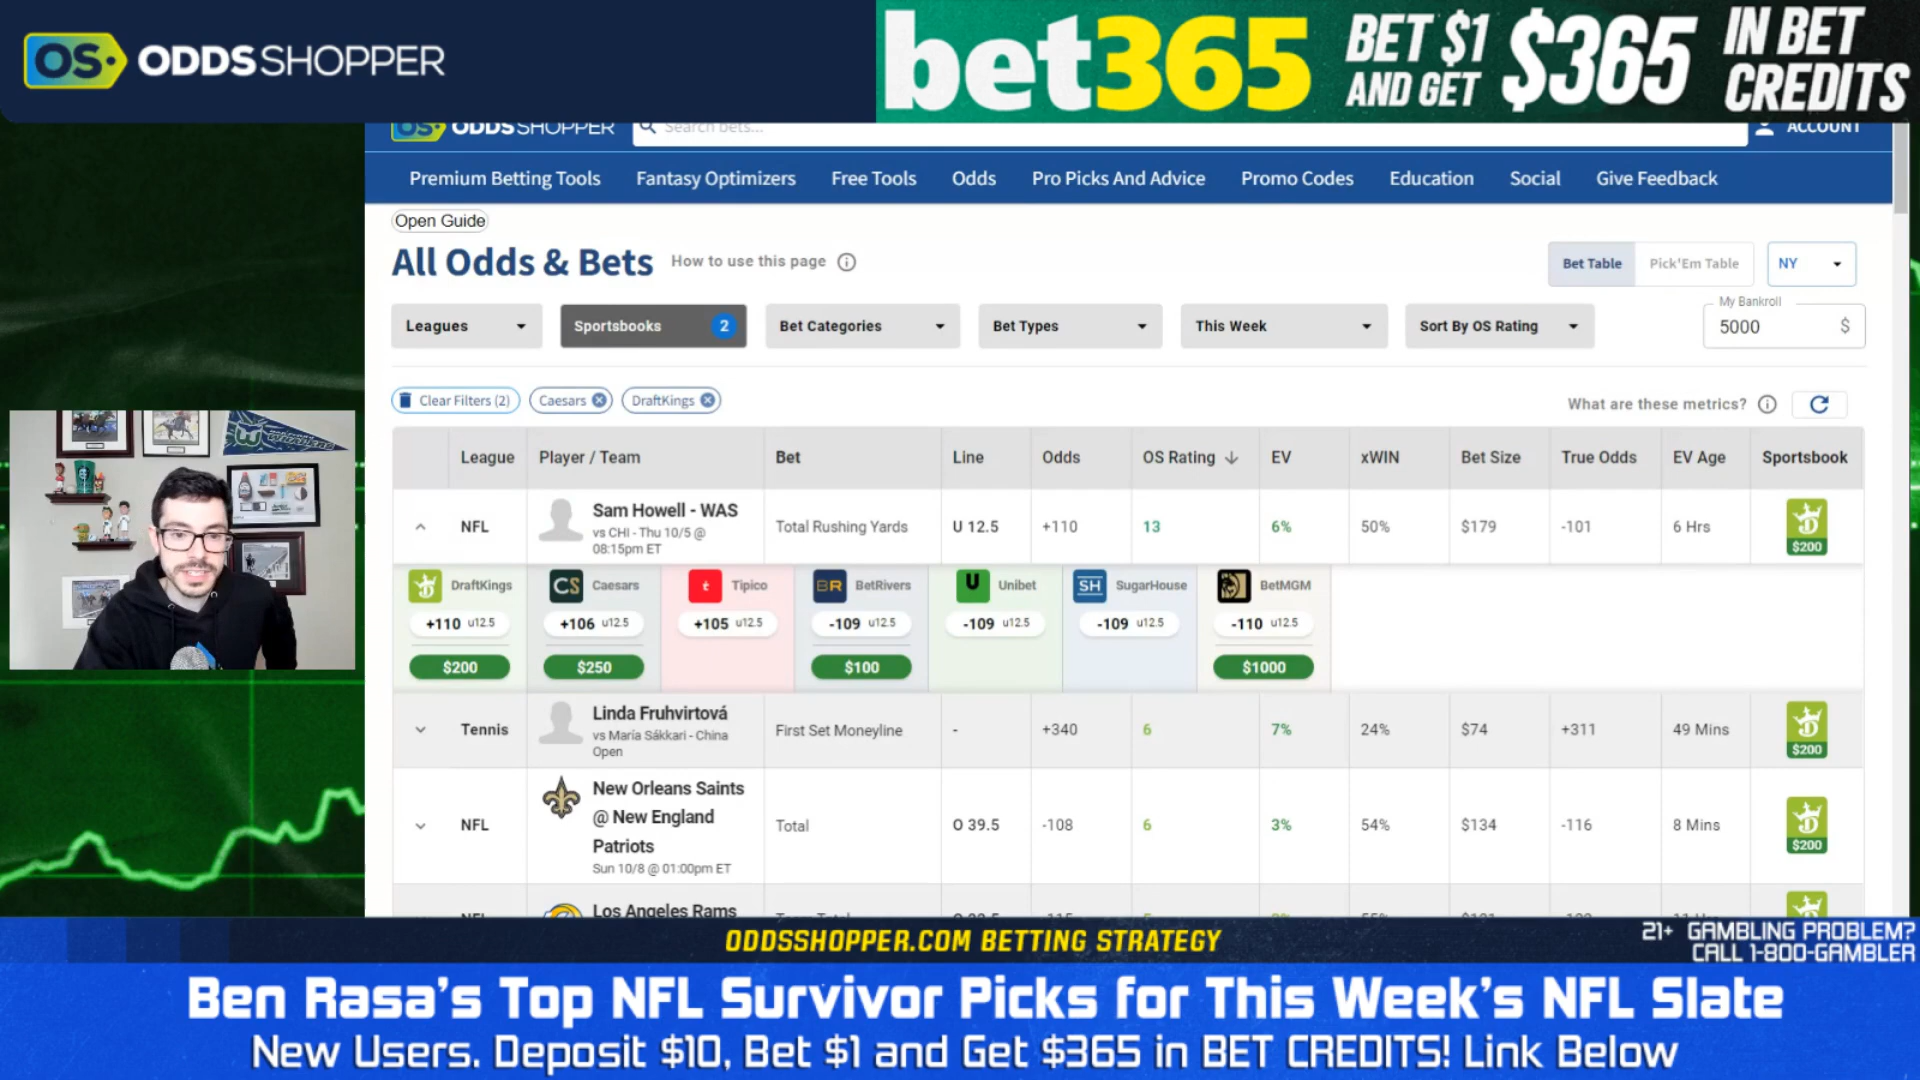 OS ODDSSHOPPER
bet365 BET $1 AND GET $365 IN BET CREDITS
OS ODDSSHOPPER Search bets... ACCOUNT
Premium Betting Tools Fantasy Optimizers Free Tools Odds Pro Picks And Advice Promo Codes Education Social Give Feedback
Open Guide
All Odds & Bets How to use this page Bet Table Pick'Em Table NY
Leagues Sportsbooks 2 Bet Categories Bet Types This Week Sort By OS Rating My Bankroll 5000 $
Clear Filters (2) Caesars DraftKings What are these metrics?
League Player / Team Bet Line Odds OS Rating EV xWIN Bet Size True Odds EV Age Sportsbook
NFL Sam Howell - WAS Total Rushing Yards U 12.5 +110 13 6% 50% $179 -101 6 Hrs $200
vs CHI - Thu 10/5 @
08:15pm ET
DraftKings CS Caesars t Tipico BR BetRivers U Unibet SH SugarHouse BetMGM
+110 u12.5 +106 u12.5 +105 u12.5 -109 u12.5 -109 u12.5 -109 u12.5 -110 u12.5
$200 $250 $100 $1000
Tennis Linda Fruhvirtová First Set Moneyline - +340 6 7% 24% $74 +311 49 Mins $200
vs María Sákkari - China
Open
NFL New Orleans Saints Total O 39.5 -108 6 3% 54% $134 -116 8 Mins $200
@ New England
Patriots
Sun 10/8 @ 01:00pm ET
Los Angeles Rams
ODDSSHOPPER.COM BETTING STRATEGY
21+ GAMBLING PROBLEM?
CALL 1-800-GAMBLER
Ben Rasa's Top NFL Survivor Picks for This Week's NFL Slate
New Users. Deposit $10, Bet $1 and Get $365 in BET CREDITS! Link Below